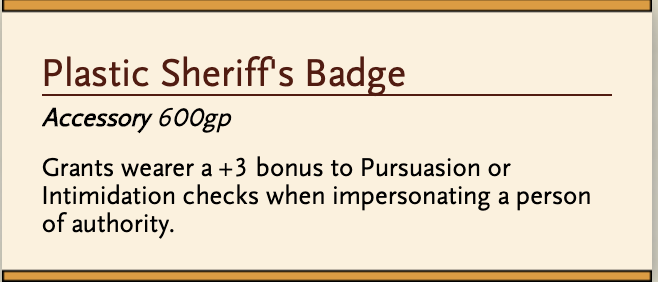 Plastic Sheriff's Badge
Accessory 600gp
Grants wearer a +3 bonus to Pursuasion or
Intimidation checks when impersonating a person
of authority.